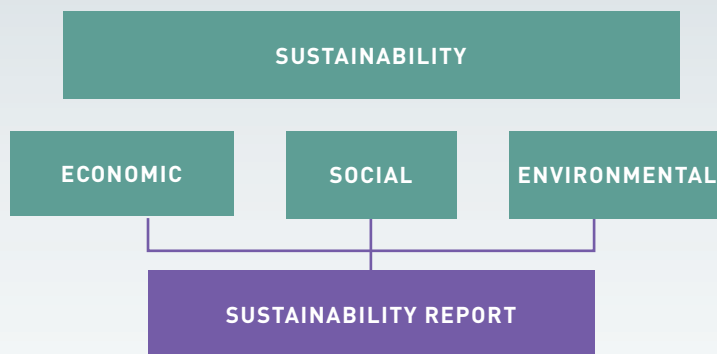 SUSTAINABILITY
ECONOMIC
SOCIAL
ENVIRONMENTAL
SUSTAINABILITY REPORT